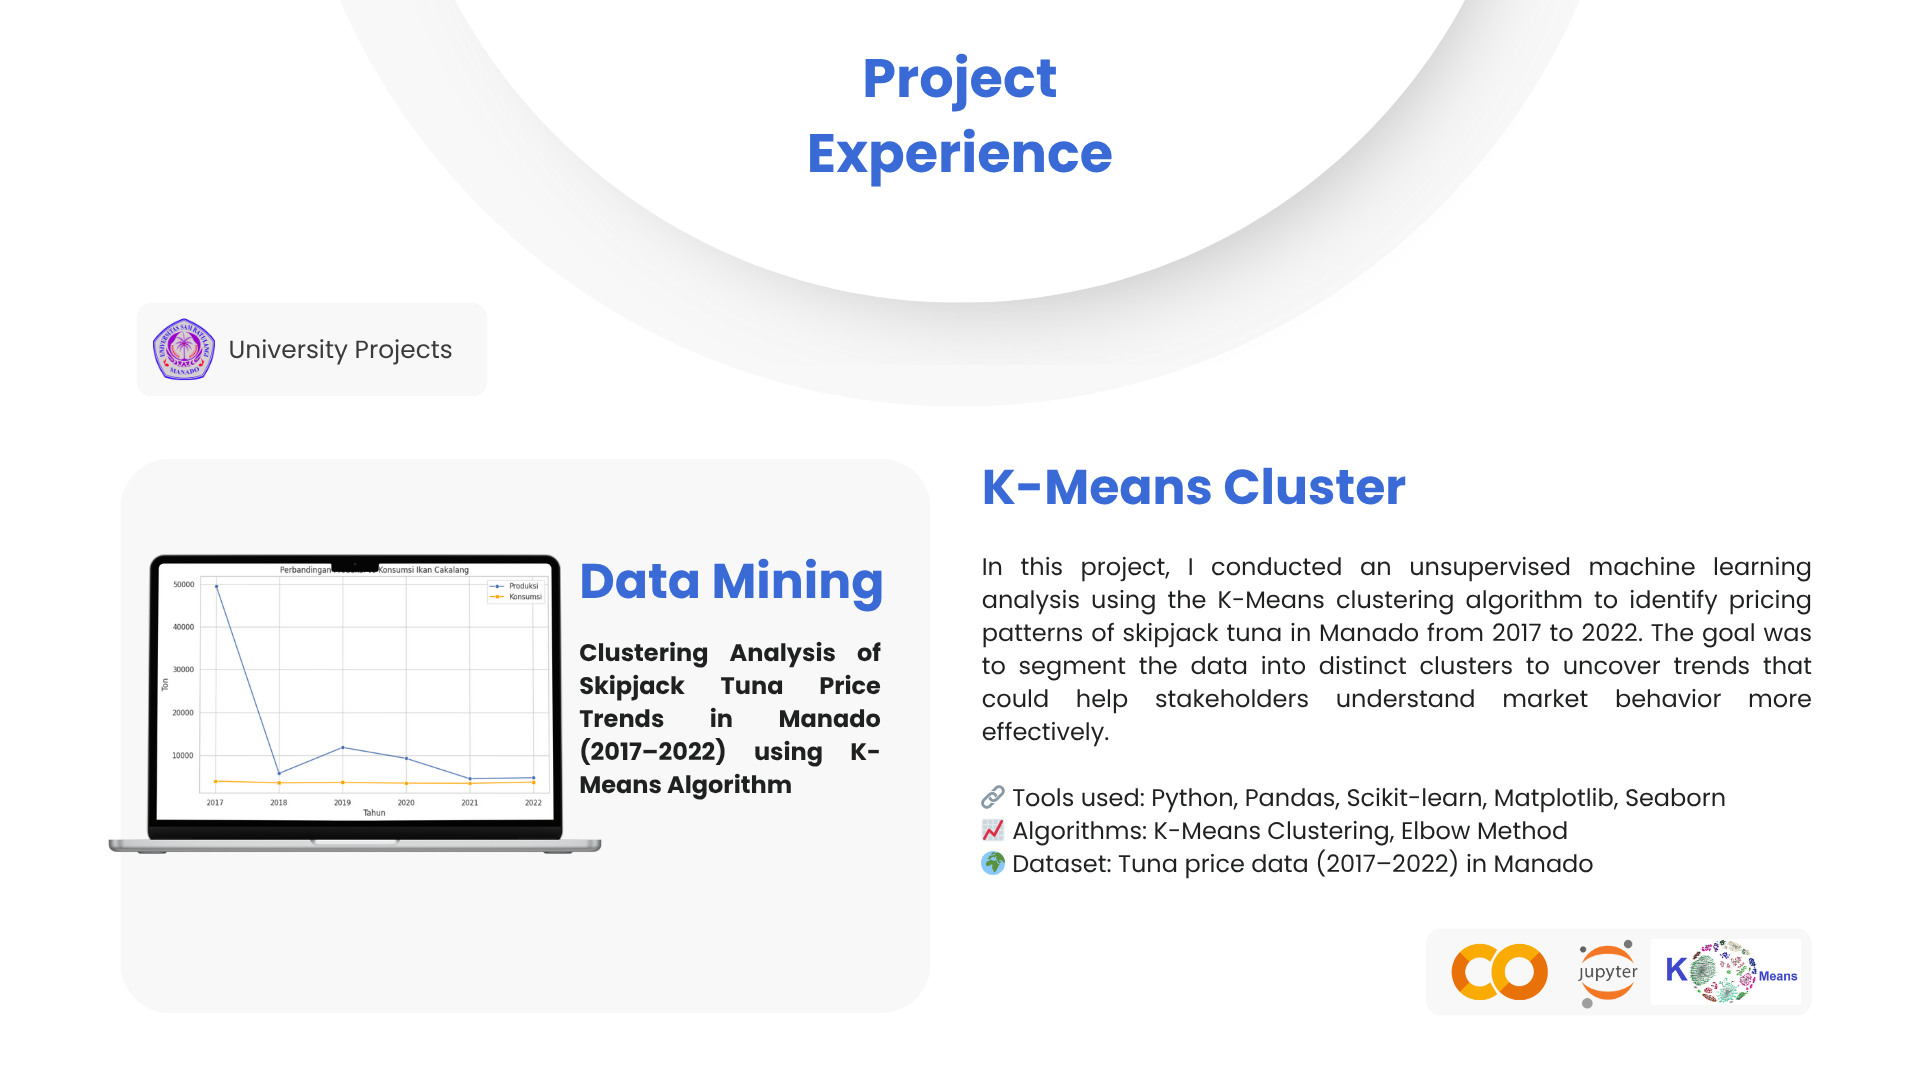 Project
Experience
UNIVERSITAS SAM RATULANGI
MANADO
University Projects
Perbandingan Konsumsi Ikan Cakalang
Produksi
Konsumsi
50000
40000
30000
20000
10000
Ton
2017 2018 2019 2020 2021 2022
Tahun
Data Mining
Clustering Analysis of
Skipjack Tuna Price
Trends in Manado
(2017–2022) using K-
Means Algorithm
K-Means Cluster
In this project, I conducted an unsupervised machine learning
analysis using the K-Means clustering algorithm to identify pricing
patterns of skipjack tuna in Manado from 2017 to 2022. The goal was
to segment the data into distinct clusters to uncover trends that
could help stakeholders understand market behavior more
effectively.
Tools used: Python, Pandas, Scikit-learn, Matplotlib, Seaborn
Algorithms: K-Means Clustering, Elbow Method
Dataset: Tuna price data (2017–2022) in Manado
jupyter
K Means